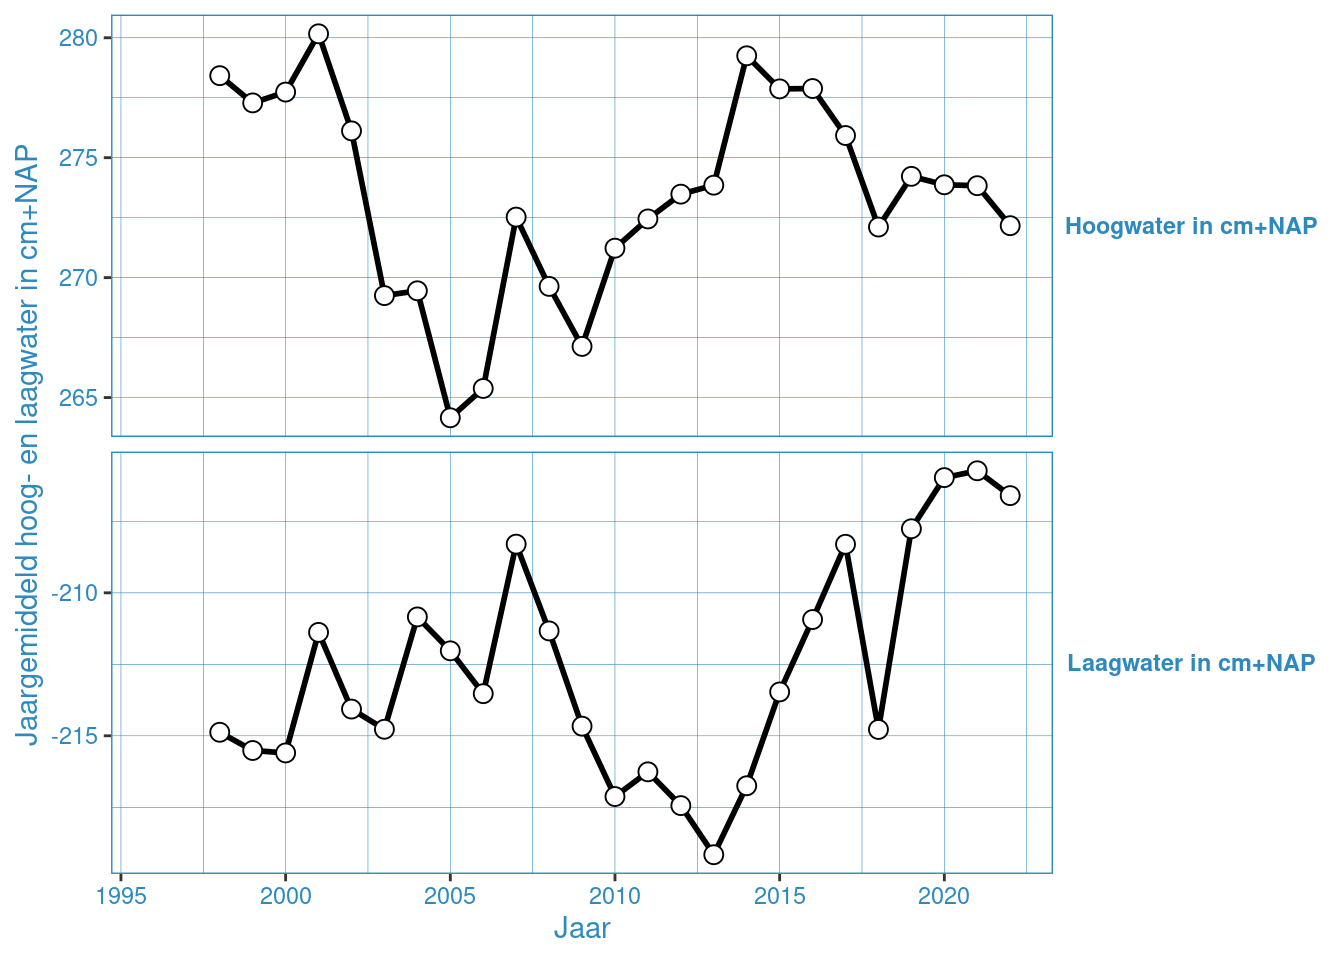 Jaargemiddeld hoog- en laagwater in cm+NAP
280
275
270
265
Hoogwater in cm+NAP
-210
-215
Laagwater in cm+NAP
1995 2000 2005 2010 2015 2020
Jaar